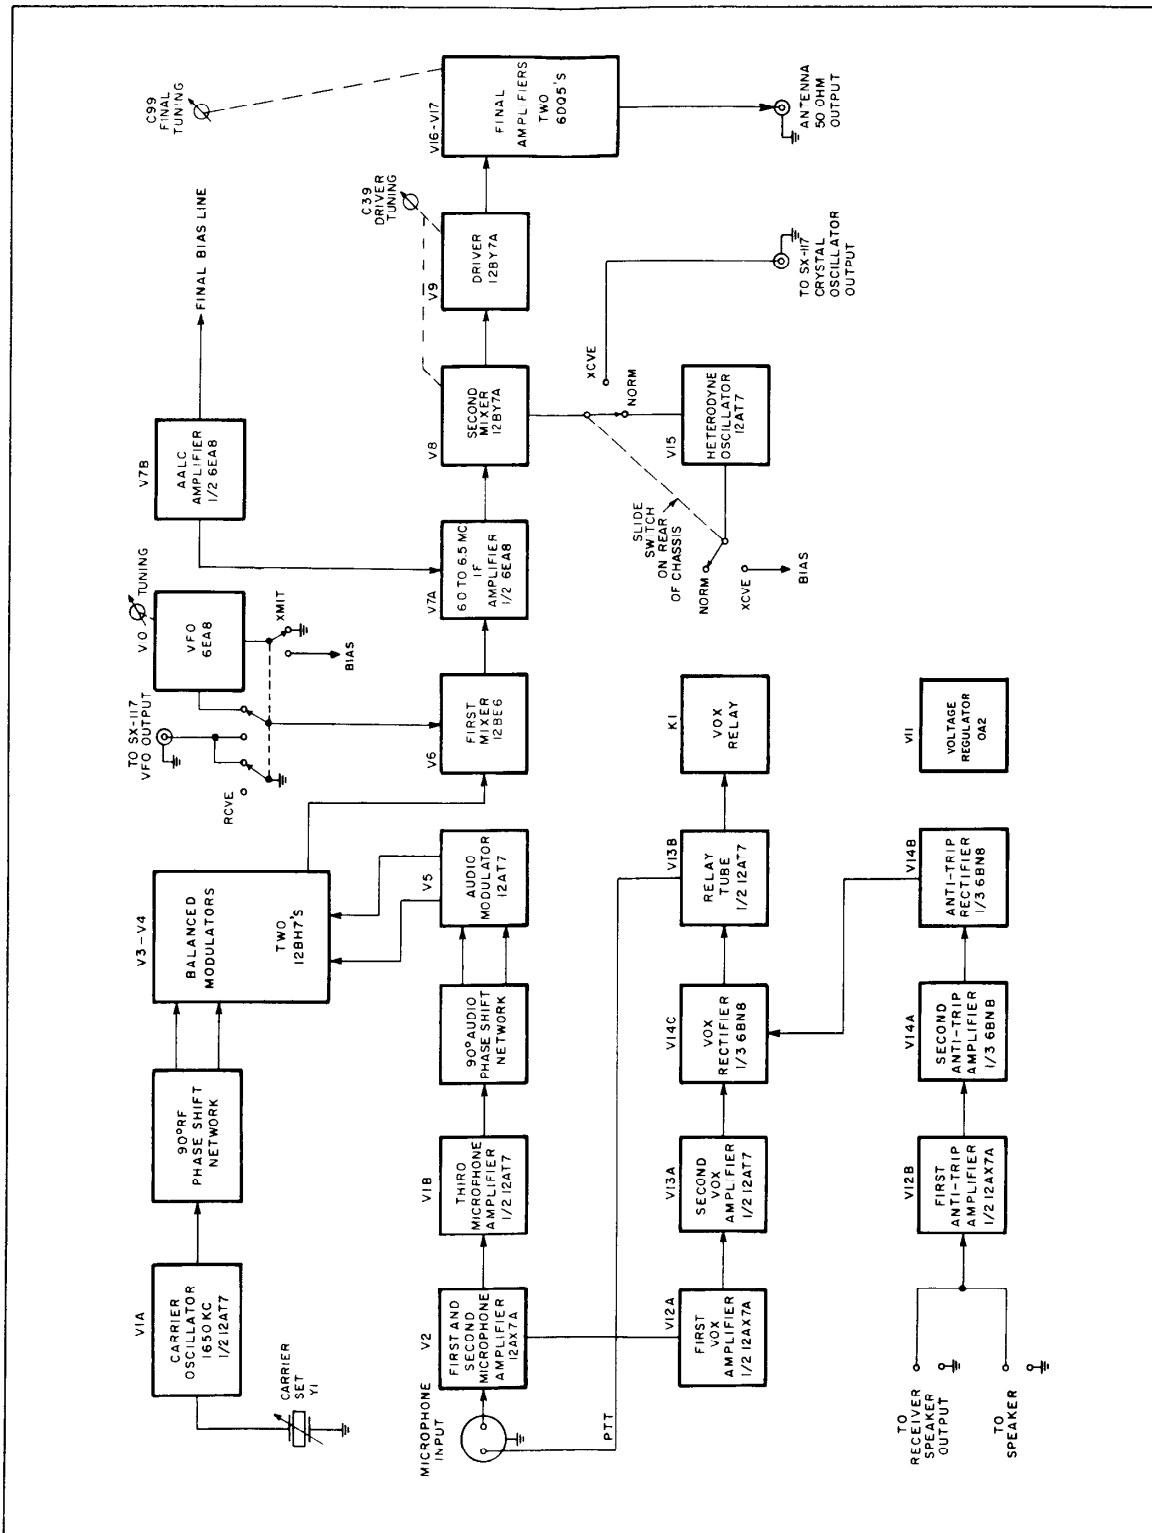 V1A
CARRIER
OSCILLATOR
1650 KC
1/2 12AT7
CARRIER
SET
Y1
90° RF
PHASE SHIFT
NETWORK
V3-V4
BALANCED
MODULATORS
TWO
12BH7'S
TO SX-117
VFO OUTPUT
RCVE
V10
TUNING
VFO
6EA8
XMIT
BIAS
V7B
AALC
AMPLIFIER
1/2 6EA8
FINAL BIAS LINE
C99
FINAL
TUNING
MICROPHONE
INPUT
V2
FIRST AND
SECOND
MICROPHONE
AMPLIFIER
12AX7A
V1B
THIRD
MICROPHONE
AMPLIFIER
1/2 12AT7
90° AUDIO
PHASE SHIFT
NETWORK
V5
AUDIO
MODULATOR
12AT7
V6
FIRST
MIXER
12BE6
V7A
6.0 TO 6.5 MC
IF
AMPLIFIER
1/2 6EA8
V8
SECOND
MIXER
12BY7A
C39
DRIVER
TUNING
V9
DRIVER
12BY7A
V16-V17
FINAL
AMPLIFIERS
TWO
6DQ5'S
PTT
V12A
FIRST
VOX
AMPLIFIER
1/2 12AX7A
V13A
SECOND
VOX
AMPLIFIER
1/2 12AT7
V14C
VOX
RECTIFIER
1/3 6BN8
V13B
RELAY
TUBE
1/2 12AT7
K1
VOX
RELAY
SLIDE
SWITCH
ON REAR
OF CHASSIS
NORM
XCVE
BIAS
XCVE
NORM
V15
HETERODYNE
OSCILLATOR
12AT7
TO SX-117
CRYSTAL
OSCILLATOR
OUTPUT
ANTENNA
50 OHM
OUTPUT
TO
RECEIVER
SPEAKER
OUTPUT
TO
SPEAKER
V12B
FIRST
ANTI-TRIP
AMPLIFIER
1/2 12AX7A
V14A
SECOND
ANTI-TRIP
AMPLIFIER
1/3 6BN8
V14B
ANTI-TRIP
RECTIFIER
1/3 6BN8
V11
VOLTAGE
REGULATOR
OA2